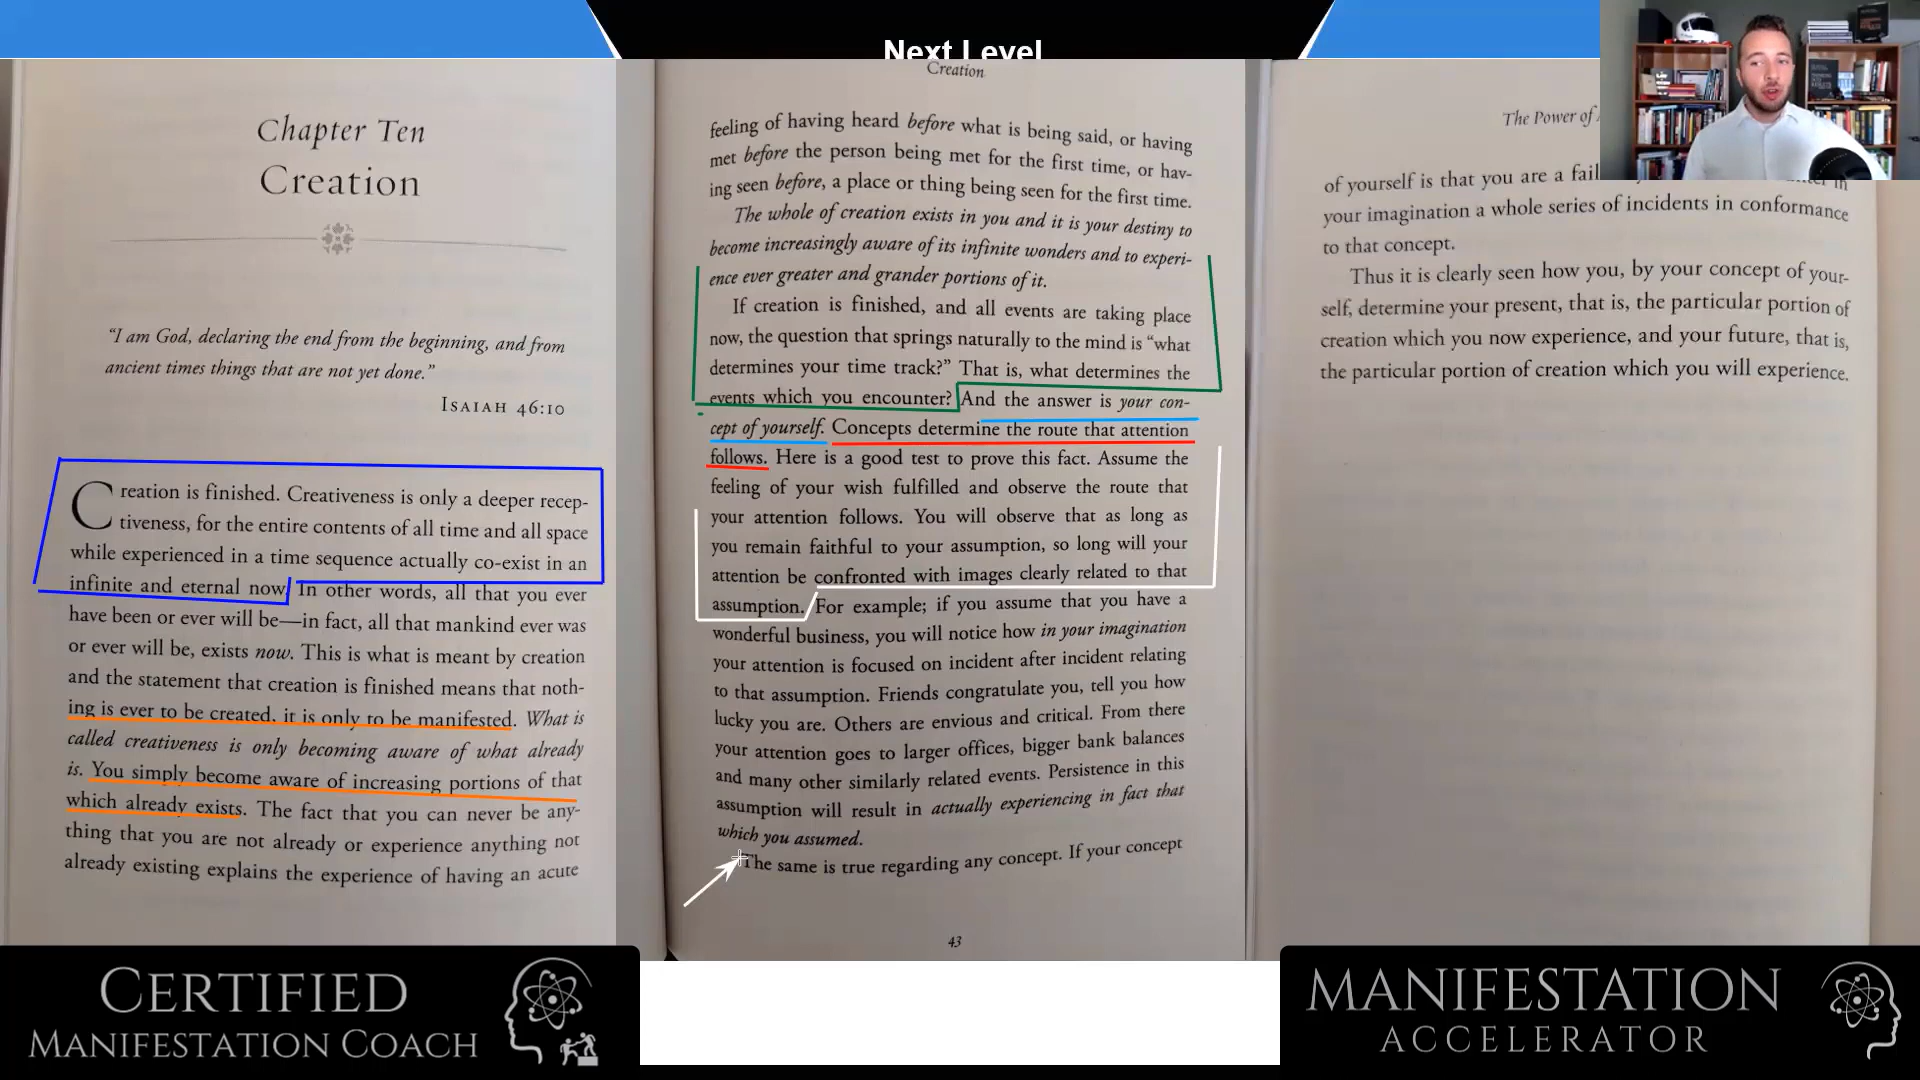 Next Level
Chapter Ten
Creation
“I am God, declaring the end from the beginning, and from
ancient times things that are not yet done.”
Isaiah 46:10
Creation is finished. Creativeness is only a deeper recep-
tiveness, for the entire contents of all time and all space
while experienced in a time sequence actually co-exist in an
infinite and eternal now. In other words, all that you ever
have been or ever will be—in fact, all that mankind ever was
or ever will be, exists now. This is what is meant by creation
and the statement that creation is finished means that noth-
ing is ever to be created, it is only to be manifested. What is
called creativeness is only becoming aware of what already
is. You simply become aware of increasing portions of that
which already exists. The fact that you can never be any-
thing that you are not already or experience anything not
already existing explains the experience of having an acute
Creation
feeling of having heard before what is being said, or having
met before the person being met for the first time, or hav-
ing seen before, a place or thing being seen for the first time.
The whole of creation exists in you and it is your destiny to
become increasingly aware of its infinite wonders and to experi-
ence ever greater and grander portions of it.
If creation is finished, and all events are taking place
now, the question that springs naturally to the mind is “what
determines your time track?” That is, what determines the
events which you encounter? And the answer is your con-
cept of yourself. Concepts determine the route that attention
follows. Here is a good test to prove this fact. Assume the
feeling of your wish fulfilled and observe the route that
your attention follows. You will observe that as long as
you remain faithful to your assumption, so long will your
attention be confronted with images clearly related to that
assumption. For example; if you assume that you have a
wonderful business, you will notice how in your imagination
your attention is focused on incident after incident relating
to that assumption. Friends congratulate you, tell you how
lucky you are. Others are envious and critical. From there
your attention goes to larger offices, bigger bank balances
and many other similarly related events. Persistence in this
assumption will result in actually experiencing in fact that
which you assumed.
The same is true regarding any concept. If your concept
43
The Power of
of yourself is that you are a in
your imagination a whole series of incidents in conformance
to that concept.
Thus it is clearly seen how you, by your concept of your-
self, determine your present, that is, the particular portion of
creation which you now experience, and your future, that is,
the particular portion of creation which you will experience.
Certified
Manifestation Coach
Manifestation
Accelerator